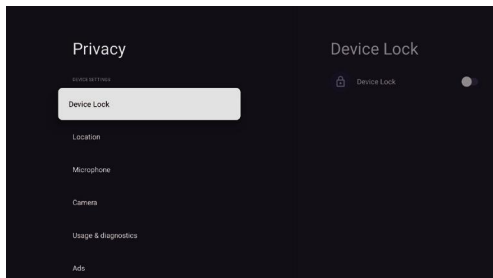 Privacy
DEVICE SETTINGS
Device Lock
Location
Microphone
Camera
Usage & diagnostics
Ads
Device Lock
Device Lock